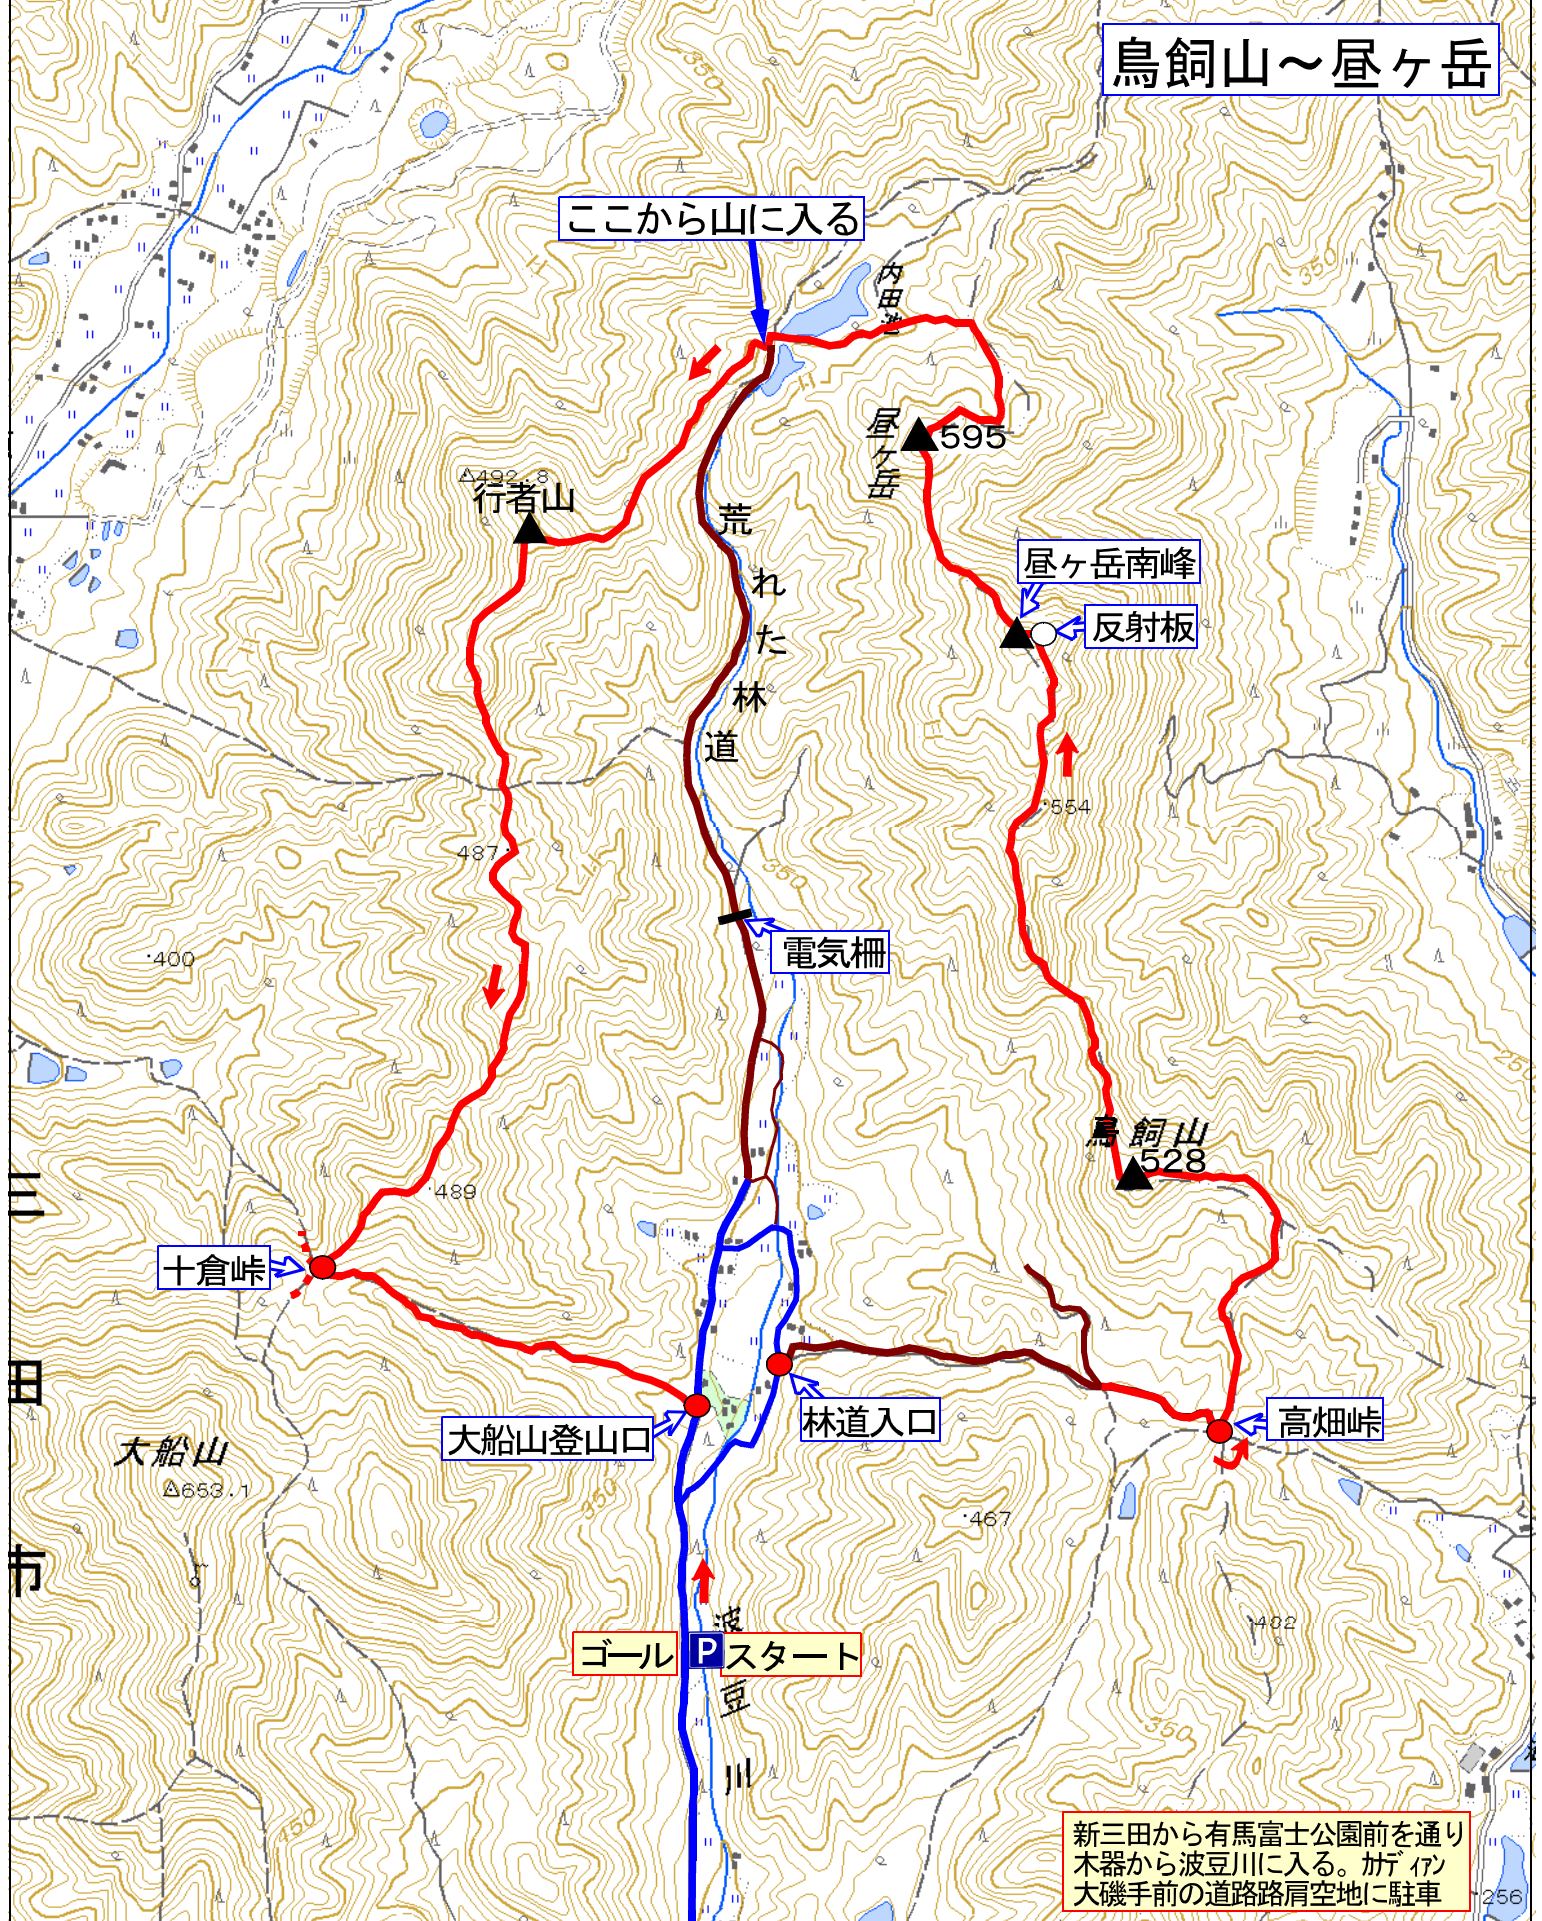 鳥飼山～昼ヶ岳
350
ここから山に入る
350
内田池
昼ヶ岳
595
492.8
行者山
荒れた林道
昼ヶ岳南峰
反射板
554
487
350
400
電気柵
鳥飼山
528
489
十倉峠
三田市
大船山登山口
林道入口
高畑峠
大船山
653.1
350
467
482
ゴール
P
スタート
波豆川
350
450
新三田から有馬富士公園前を通り
木器から波豆川に入る。ｶﾅﾃﾞｨｱﾝ
大磯手前の道路路肩空地に駐車
256